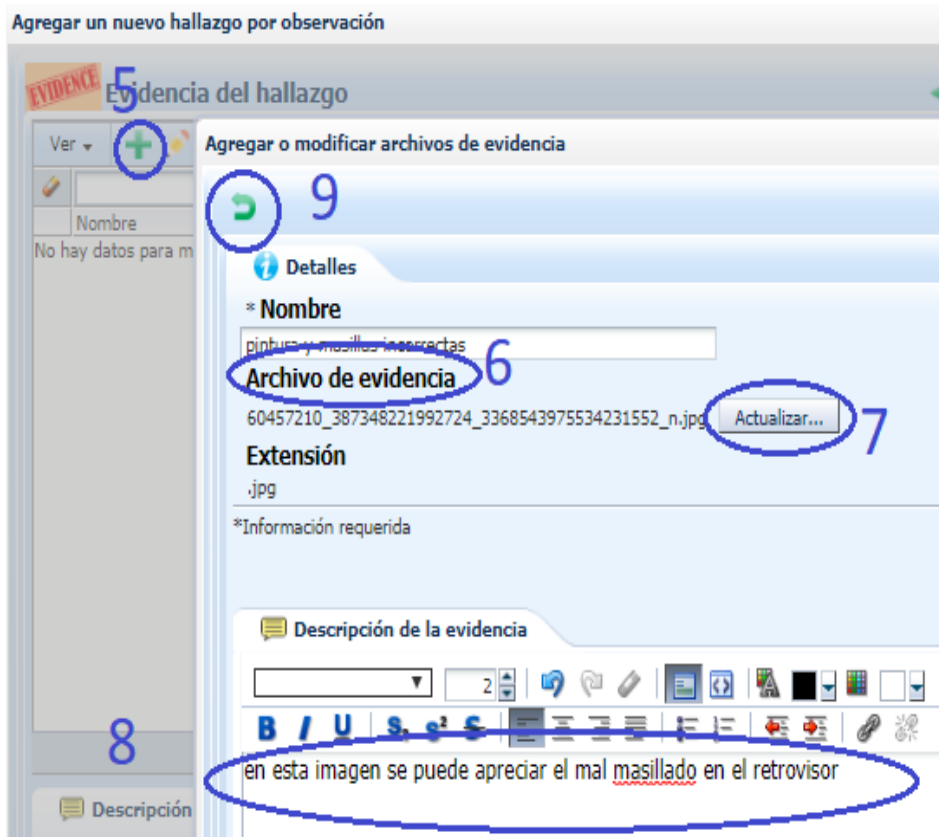 Agregar un nuevo hallazgo por observación
EVIDENCE
5
Evidencia del hallazgo
Ver
Agregar o modificar archivos de evidencia
9
Nombre
No hay datos para m
Detalles
* Nombre
pintura y masillas incorrectas
6
Archivo de evidencia
60457210_387348221992724_3368543975534231552_n.jpg
Actualizar...
7
Extensión
.jpg
*Información requerida
Descripción de la evidencia
2
B I U S₁ s² S
8
en esta imagen se puede apreciar el mal masillado en el retrovisor
Descripción